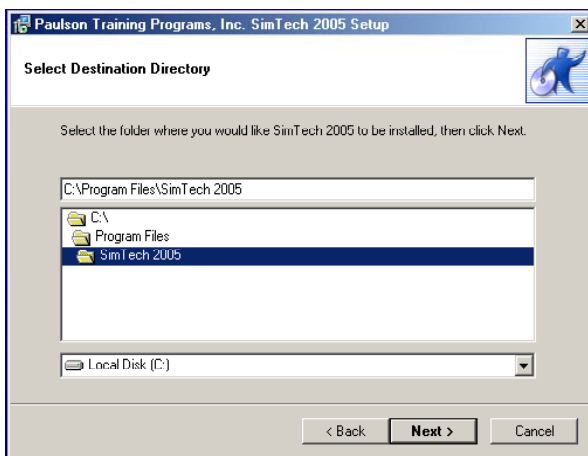 Paulson Training Programs, Inc. SimTech 2005 Setup
Select Destination Directory
Select the folder where you would like SimTech 2005 to be installed, then click Next.
C:\Program Files\SimTech 2005
C:\
Program Files
SimTech 2005
Local Disk (C:)
< Back Next > Cancel